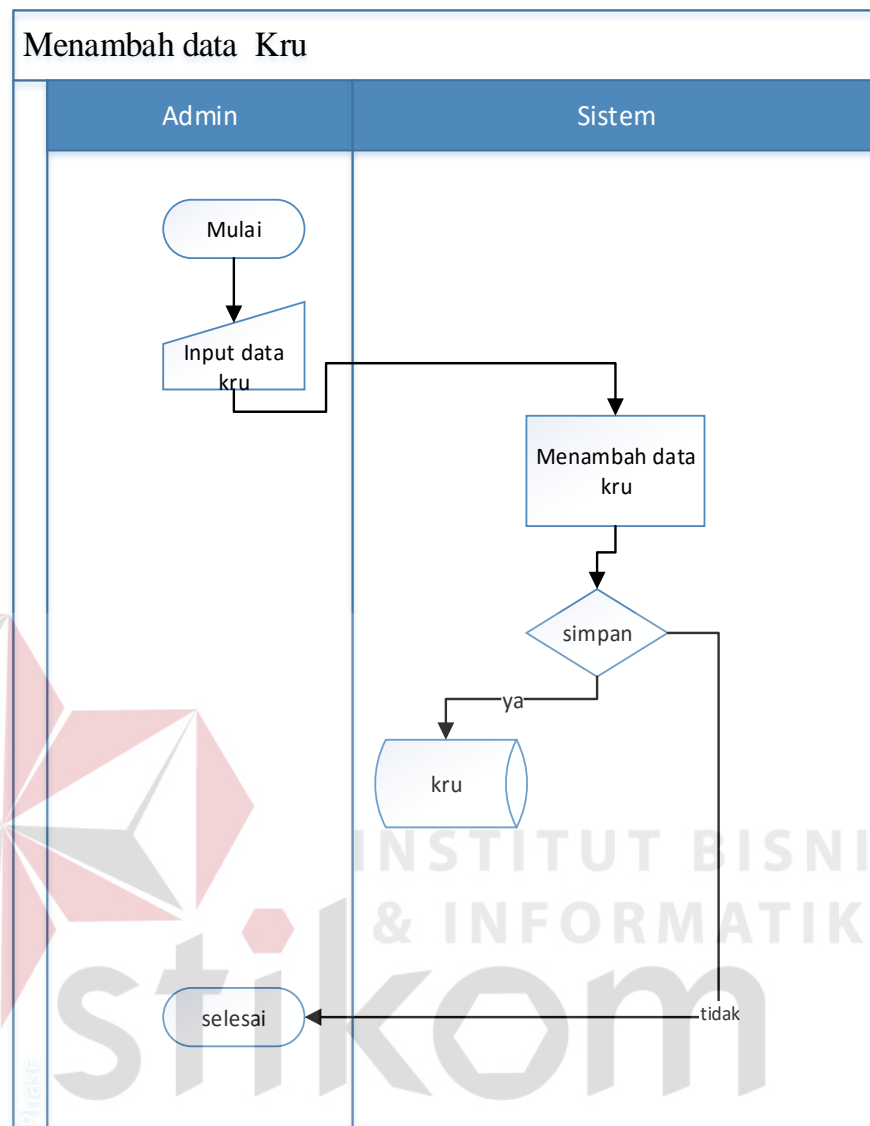 Menambah data Kru
Admin
Sistem
Mulai
Input data
kru
Menambah data
kru
simpan
ya
kru
INSTITUT BISNI
& INFORMATIK
stikom
selesai
tidak
Phase